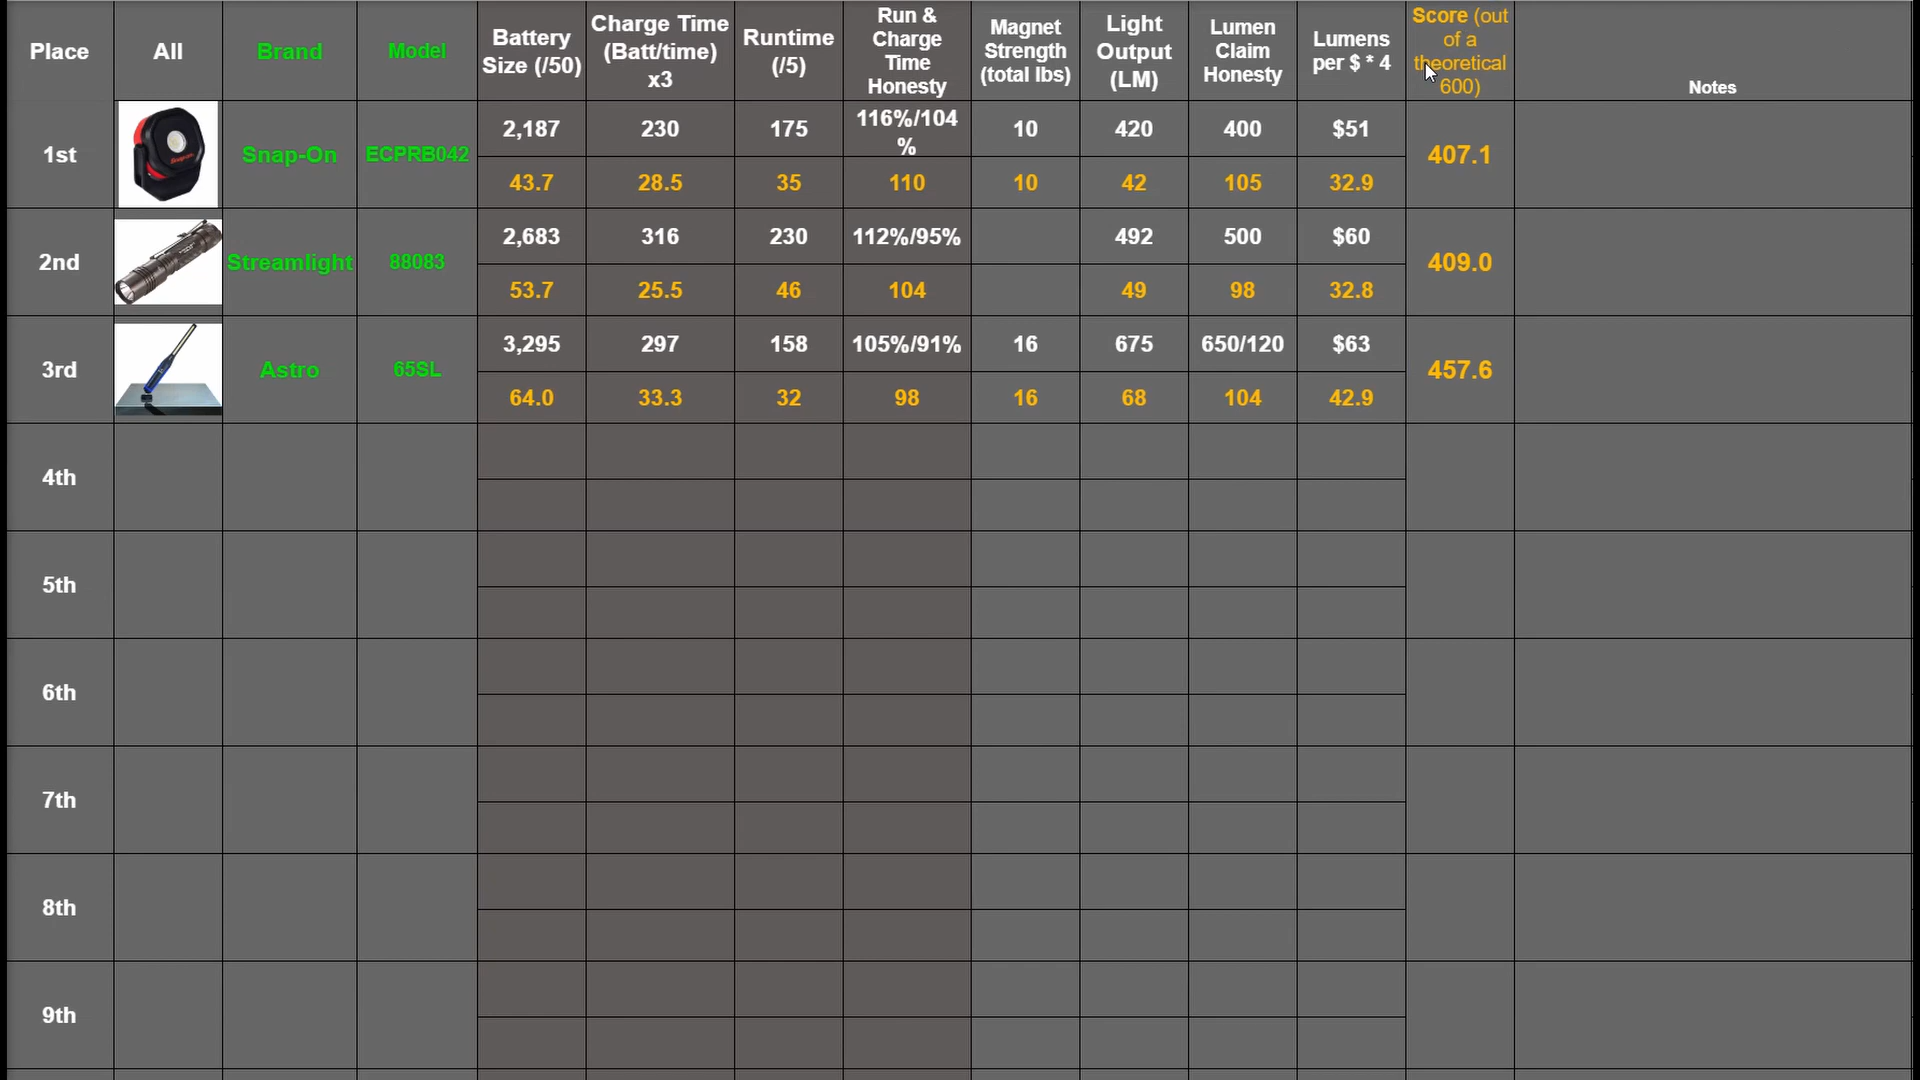 Place
All
Brand
Model
Battery
Size (/50)
Charge Time
(Batt/time)
x3
Runtime
(/5)
Run &
Charge
Time
Honesty
Magnet
Strength
(total lbs)
Light
Output
(LM)
Lumen
Claim
Honesty
Lumens
per $ * 4
Score (out
of a
theoretical
600)
Notes
1st
Snap-On
ECPRB042
2,187
230
175
116%/104
%
10
420
400
$51
43.7
28.5
35
110
10
42
105
32.9
407.1
2nd
Streamlight
88083
2,683
316
230
112%/95%
492
500
$60
53.7
25.5
46
104
49
98
32.8
409.0
3rd
Astro
65SL
3,295
297
158
105%/91%
16
675
650/120
$63
64.0
33.3
32
98
16
68
104
42.9
457.6
4th
5th
6th
7th
8th
9th